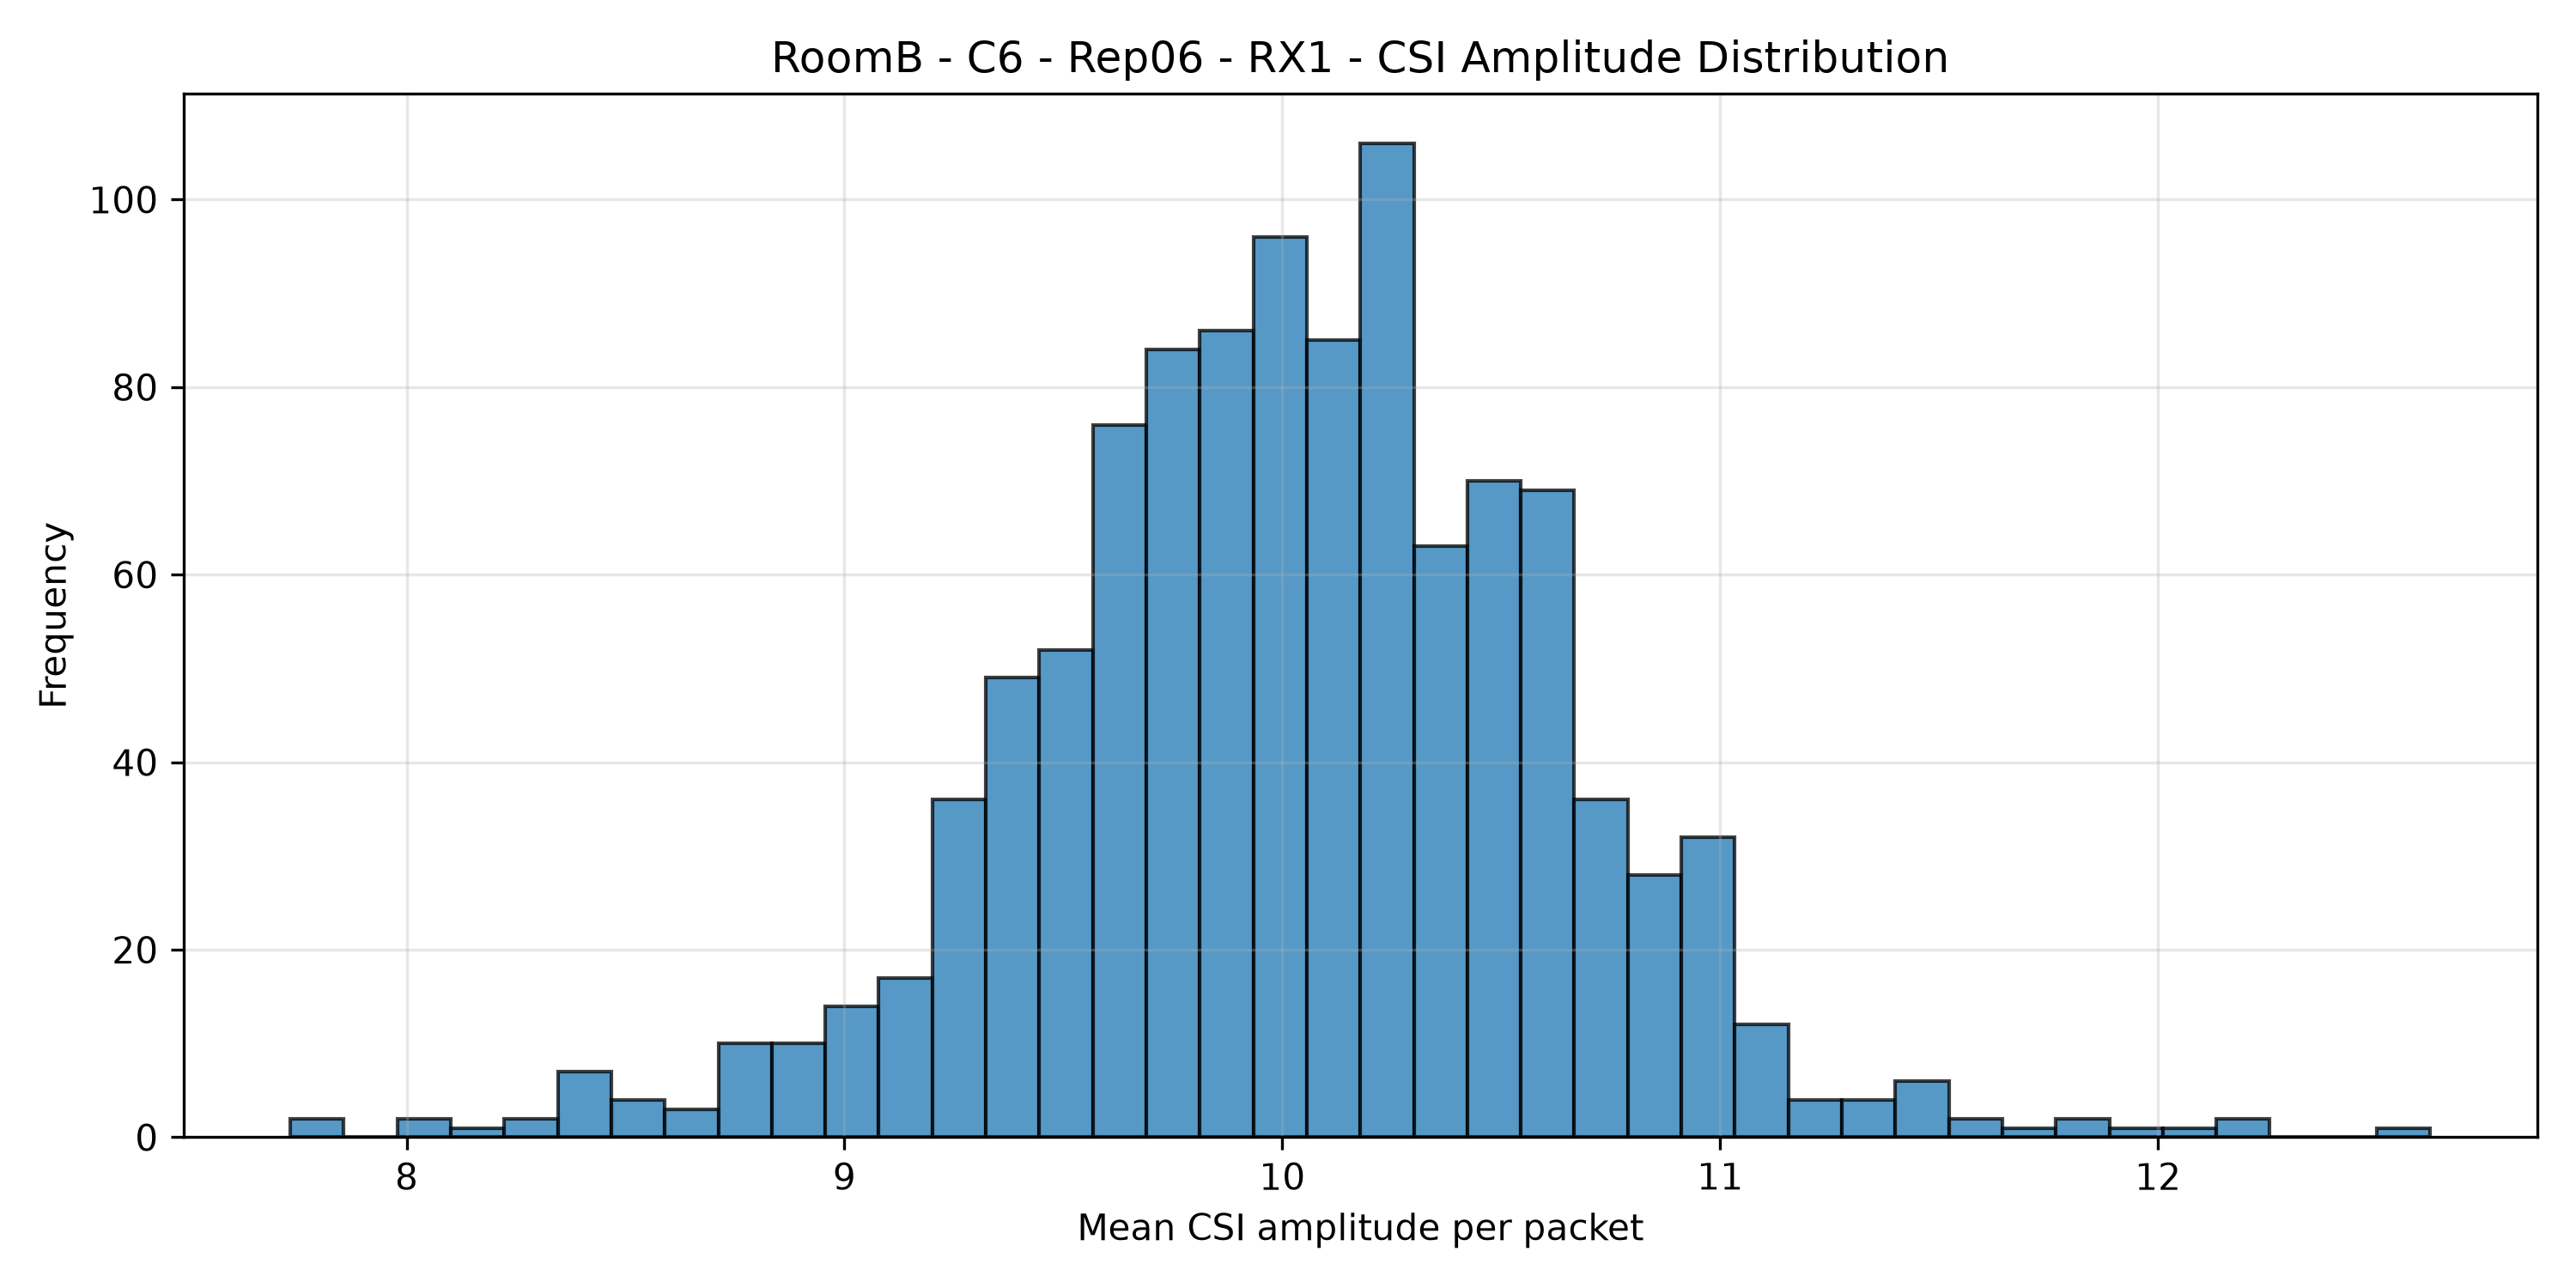 RoomB - C6 - Rep06 - RX1 - CSI Amplitude Distribution
Frequency
100
80
60
40
20
0
8 9 10 11 12
Mean CSI amplitude per packet